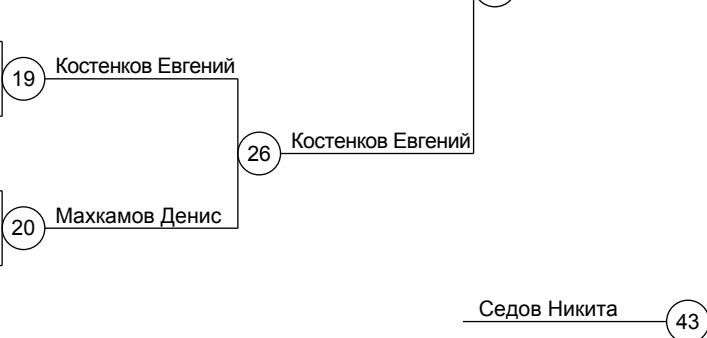 19
Костенков Евгений
26
Костенков Евгений
20
Махкамов Денис
Седов Никита
43